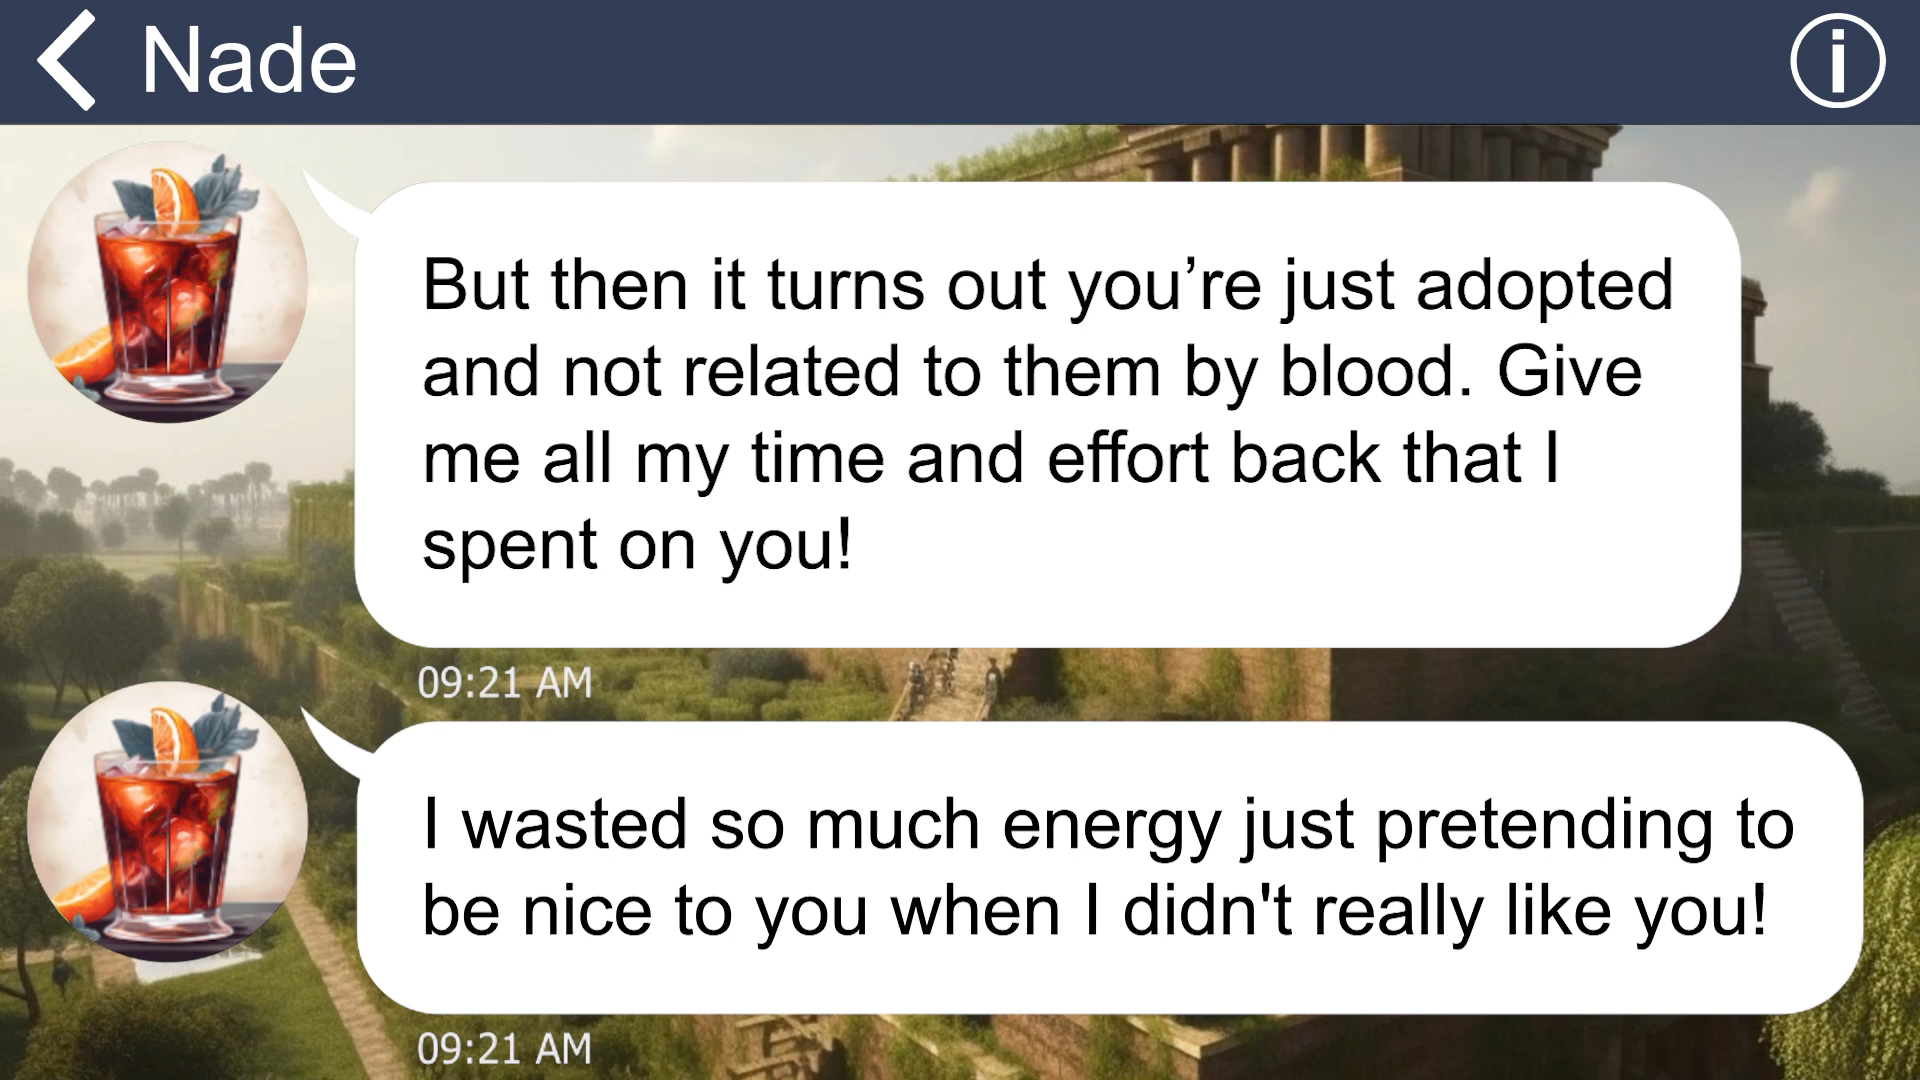 Nade
But then it turns out you’re just adopted
and not related to them by blood. Give
me all my time and effort back that I
spent on you!
09:21 AM
I wasted so much energy just pretending to
be nice to you when I didn't really like you!
09:21 AM